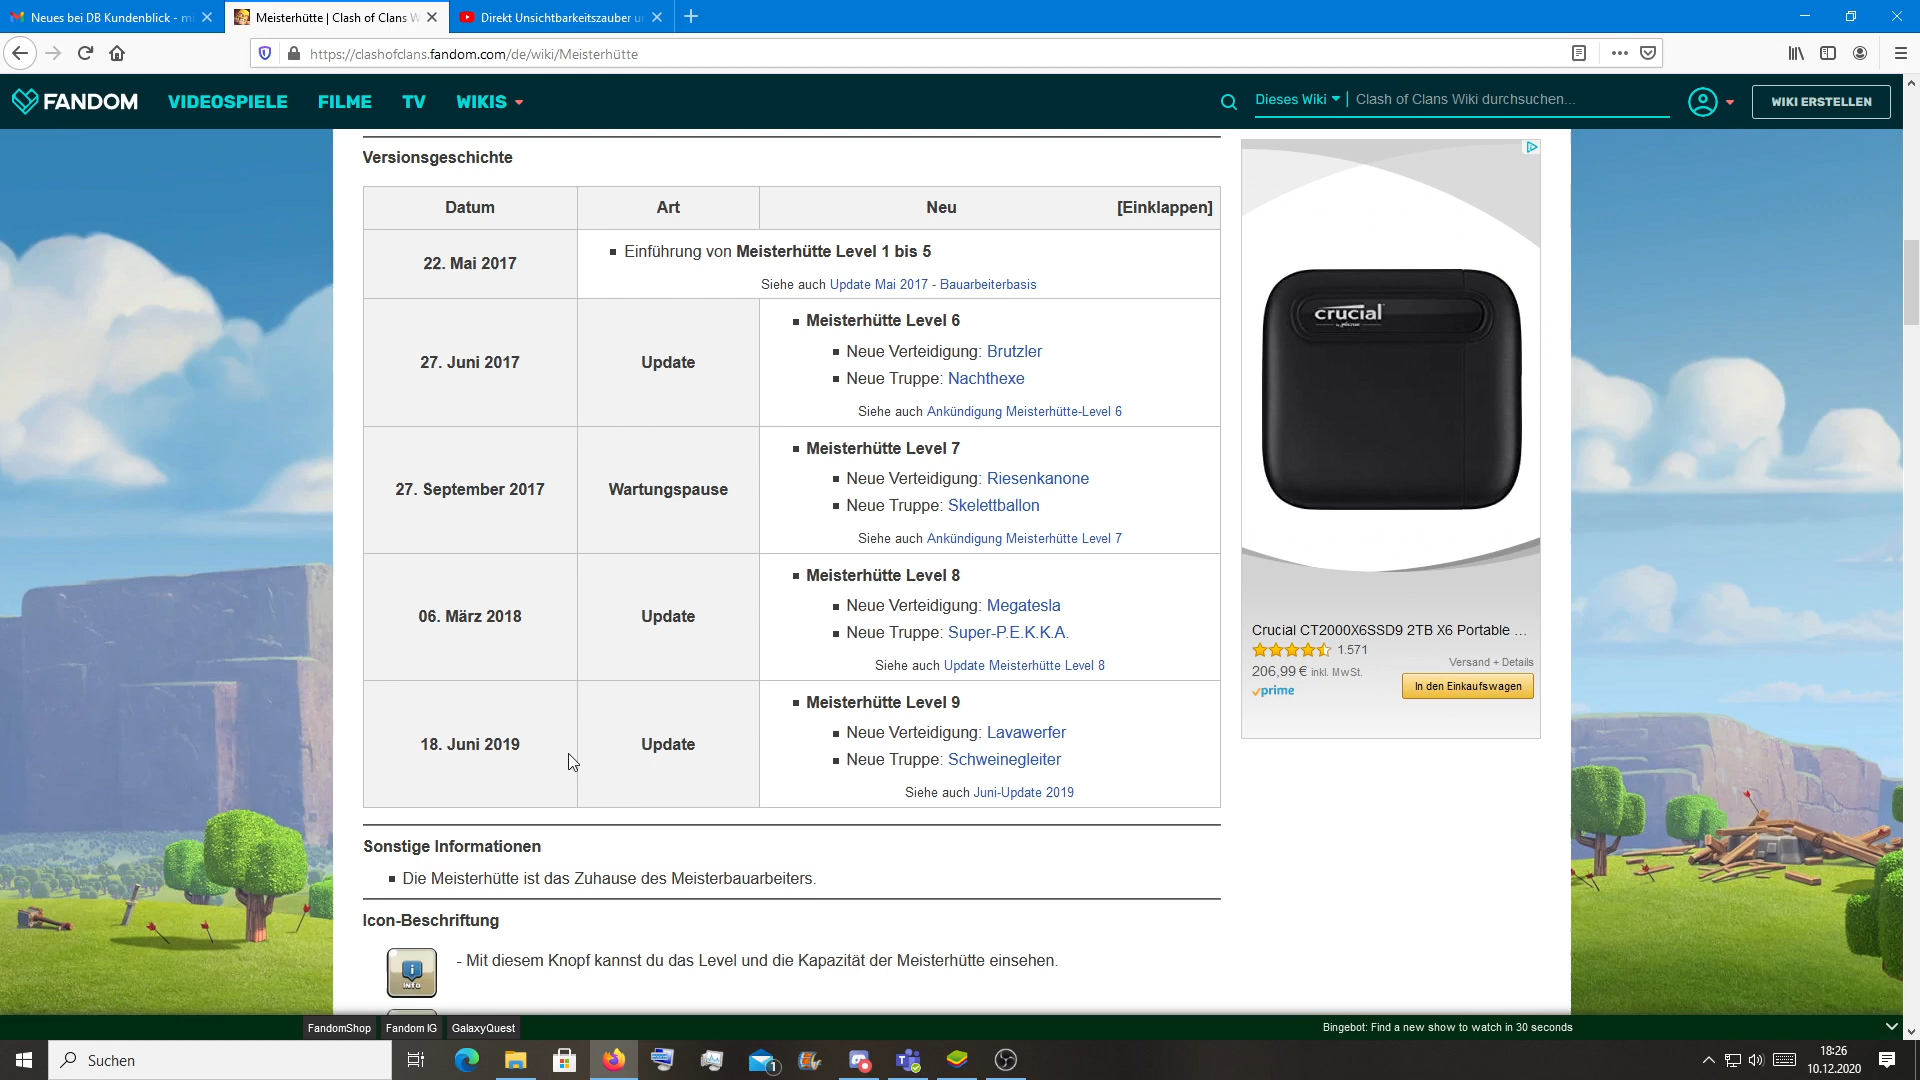 Neues bei DB Kundenblick - mi
Meisterhütte | Clash of Clans W
Direkt Unsichtbarkeitszauber u
https://clashofclans.fandom.com/de/wiki/Meisterhütte
FANDOM VIDEOSPIELE FILME TV WIKIS
Dieses Wiki Clash of Clans Wiki durchsuchen...
WIKI ERSTELLEN
Versionsgeschichte
Datum Art Neu [Einklappen]
22. Mai 2017
Einführung von Meisterhütte Level 1 bis 5
Siehe auch Update Mai 2017 - Bauarbeiterbasis
27. Juni 2017
Update
Meisterhütte Level 6
Neue Verteidigung: Brutzler
Neue Truppe: Nachthexe
Siehe auch Ankündigung Meisterhütte-Level 6
27. September 2017
Wartungspause
Meisterhütte Level 7
Neue Verteidigung: Riesenkanone
Neue Truppe: Skelettballon
Siehe auch Ankündigung Meisterhütte Level 7
06. März 2018
Update
Meisterhütte Level 8
Neue Verteidigung: Megatesla
Neue Truppe: Super-P.E.K.K.A.
Siehe auch Update Meisterhütte Level 8
18. Juni 2019
Update
Meisterhütte Level 9
Neue Verteidigung: Lavawerfer
Neue Truppe: Schweinegleiter
Siehe auch Juni-Update 2019
Sonstige Informationen
Die Meisterhütte ist das Zuhause des Meisterbauarbeiters.
Icon-Beschriftung
INFO
- Mit diesem Knopf kannst du das Level und die Kapazität der Meisterhütte einsehen.
crucial
Crucial CT2000X6SSD9 2TB X6 Portable ...
1.571
Versand + Details
206,99 € inkl. MwSt.
prime
In den Einkaufswagen
FandomShop Fandom IG GalaxyQuest
Bingebot: Find a new show to watch in 30 seconds
Suchen
1
18:26
10.12.2020